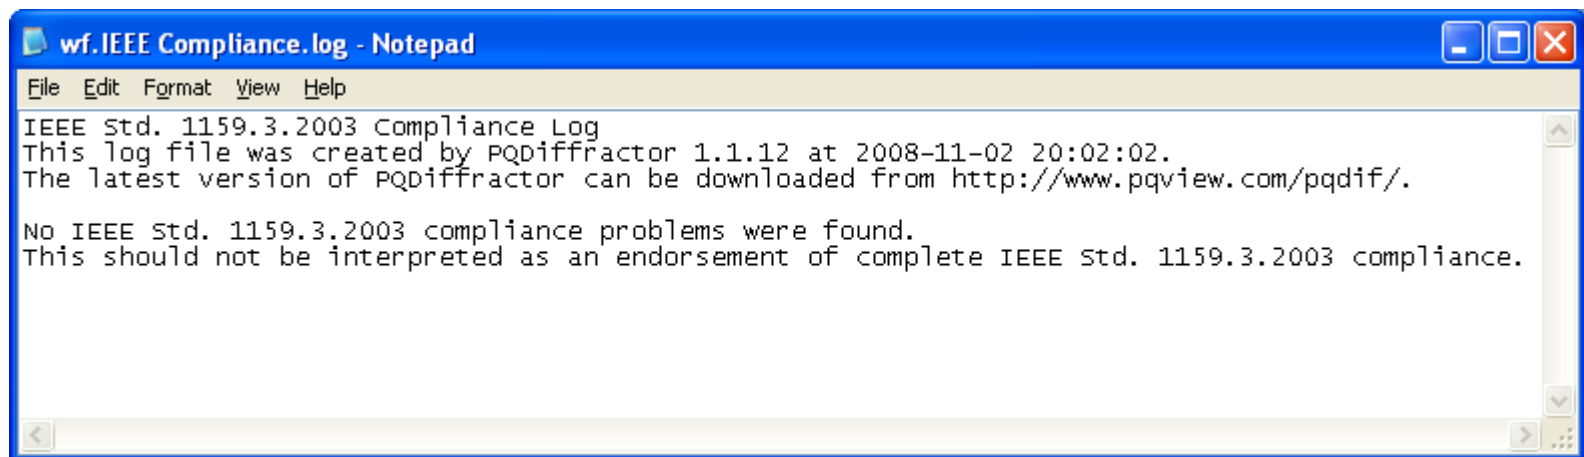 wf.IEEE Compliance.log - Notepad
File Edit Format View Help
IEEE Std. 1159.3.2003 Compliance Log
This log file was created by PQDiffractor 1.1.12 at 2008-11-02 20:02:02.
The latest version of PQDiffractor can be downloaded from http://www.pqview.com/pqdif/.
No IEEE Std. 1159.3.2003 compliance problems were found.
This should not be interpreted as an endorsement of complete IEEE Std. 1159.3.2003 compliance.